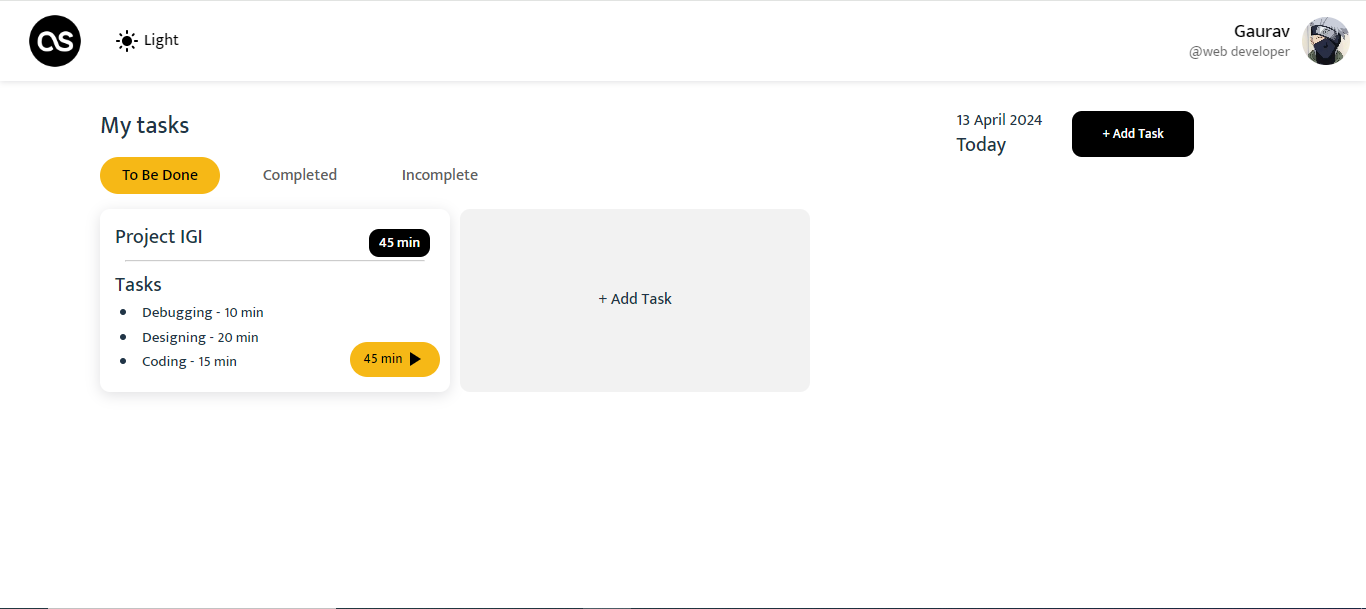 Light
Gaurav
@web developer
My tasks
13 April 2024
Today
+ Add Task
To Be Done
Completed
Incomplete
Project IGI
45 min
Tasks
Debugging - 10 min
Designing - 20 min
Coding - 15 min
45 min
+ Add Task